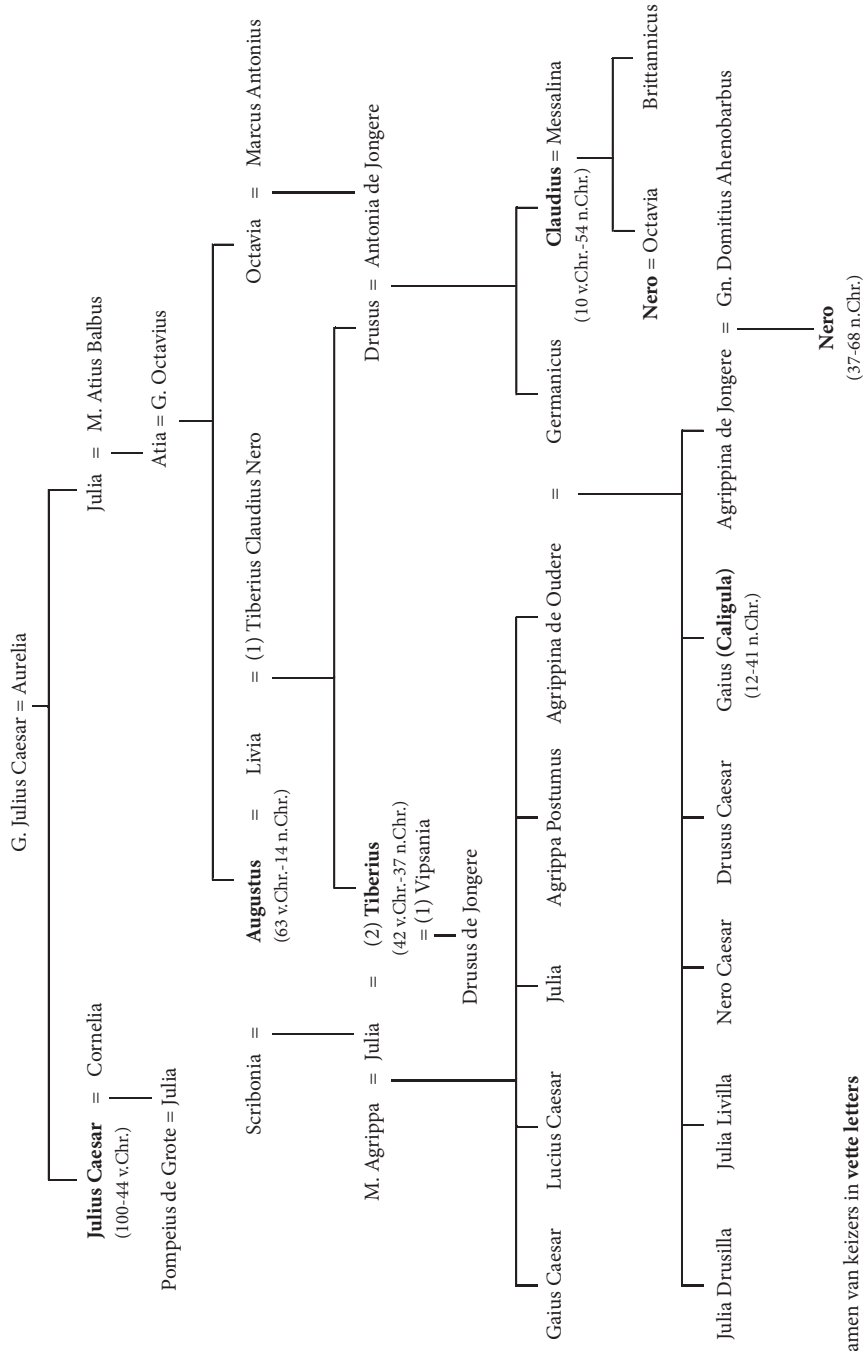 G. Julius Caesar = Aurelia
Julius Caesar = Cornelia
(100-44 v.Chr.)
Julia = M. Atius Balbus
Pompeius de Grote = Julia
Atia = G. Octavius
Scribonia = Augustus = Livia = (1) Tiberius Claudius Nero
(63 v.Chr.-14 n.Chr.)
Octavia = Marcus Antonius
M. Agrippa = Julia = (2) Tiberius
(42 v.Chr.-37 n.Chr.)
= (1) Vipsania
Drusus = Antonia de Jongere
Drusus de Jongere
Gaius Caesar Lucius Caesar Julia Agrippa Postumus Agrippina de Oudere = Germanicus
Claudius = Messalina
(10 v.Chr.-54 n.Chr.)
Nero = Octavia Brittannicus
Julia Drusilla Julia Livilla Nero Caesar Drusus Caesar Gaius (Caligula) Agrippina de Jongere = Gn. Domitius Ahenobarbus
(12-41 n.Chr.)
Nero
(37-68 n.Chr.)
amen van keizers in vette letters